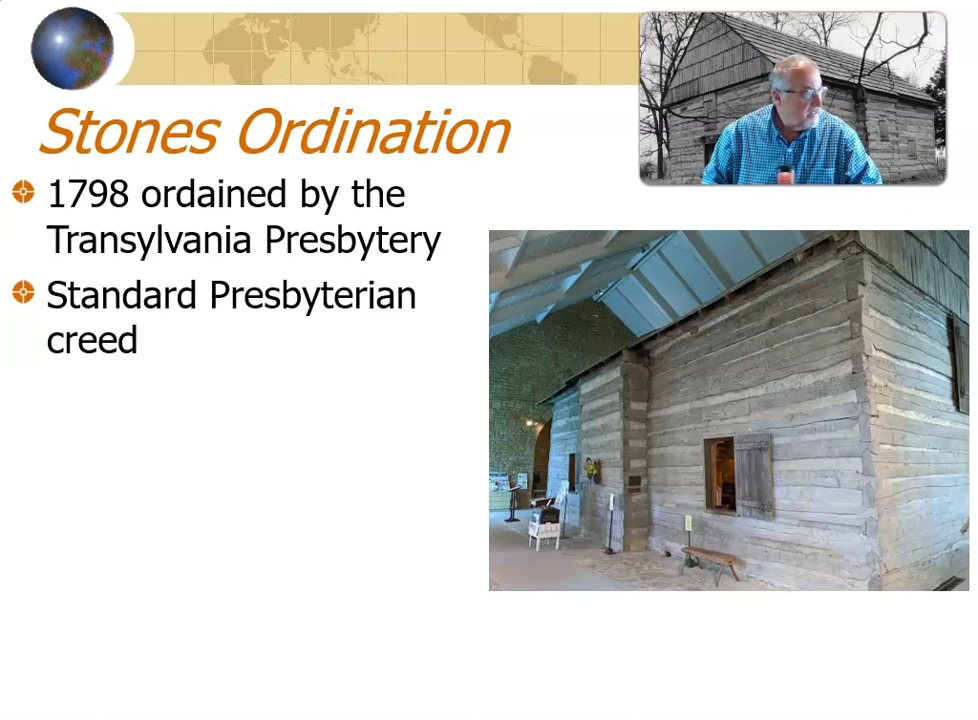 Stones Ordination
1798 ordained by the
Transylvania Presbytery
Standard Presbyterian
creed